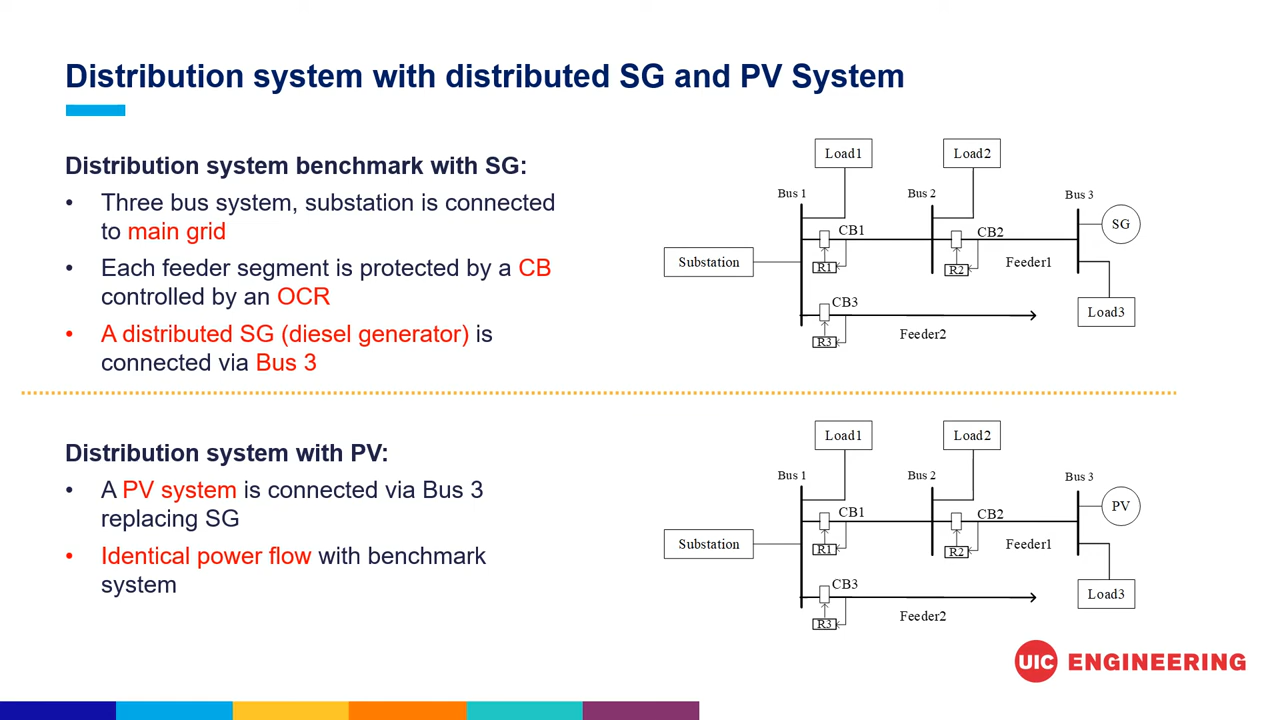 Distribution system with distributed SG and PV System
Distribution system benchmark with SG:
• Three bus system, substation is connected
to main grid
• Each feeder segment is protected by a CB
controlled by an OCR
• A distributed SG (diesel generator) is
connected via Bus 3
Load1
Load2
Bus 1
Bus 2
Bus 3
SG
CB1
CB2
Substation
R1
R2
Feeder1
CB3
Load3
R3
Feeder2
Distribution system with PV:
• A PV system is connected via Bus 3
replacing SG
• Identical power flow with benchmark
system
Load1
Load2
Bus 1
Bus 2
Bus 3
PV
CB1
CB2
Substation
R1
R2
Feeder1
CB3
Load3
R3
Feeder2
UIC ENGINEERING